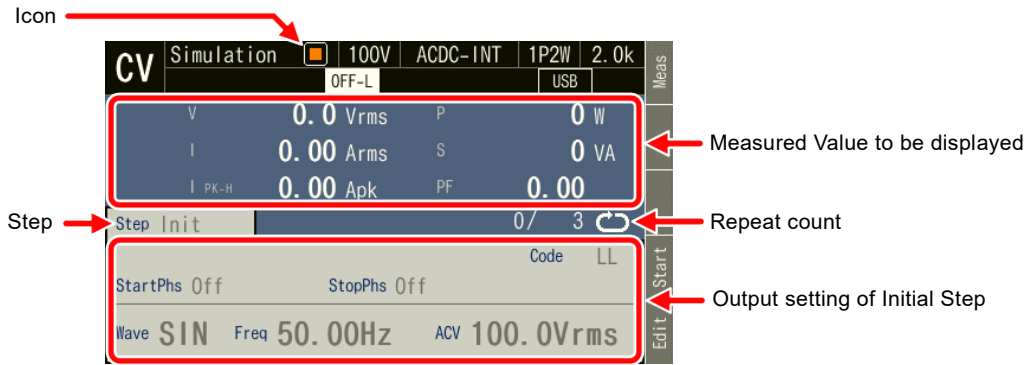 Icon
CV Simulation 100V ACDC-INT 1P2W 2.0k
OFF-L USB
Meas
V 0.0 Vrms P 0 W
I 0.00 Arms S 0 VA
I PK-H 0.00 Apk PF 0.00
Measured Value to be displayed
Step
Step Init 0/ 3
Repeat count
Code LL
StartPhs Off StopPhs Off
Start
Output setting of Initial Step
Wave SIN Freq 50.00Hz ACV 100.0Vrms
Edit